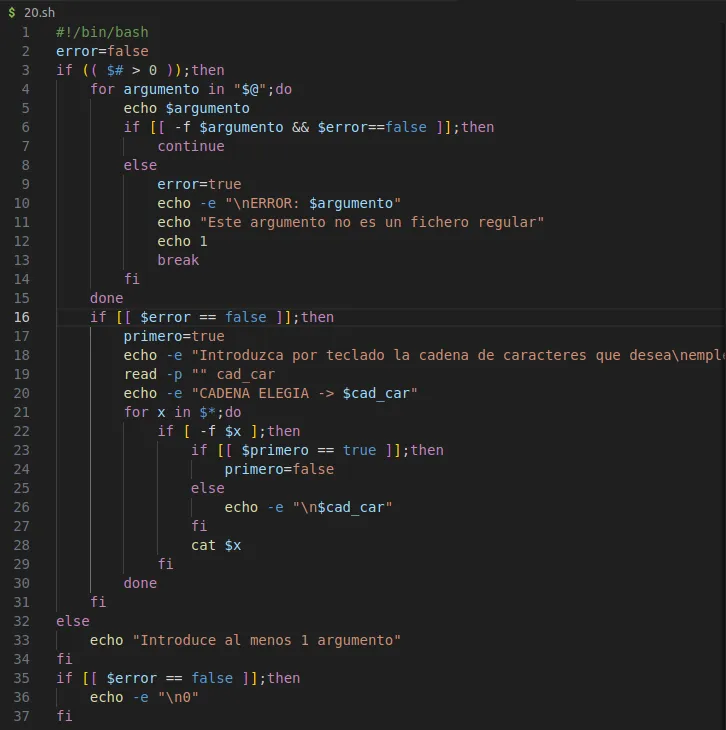 $ 20.sh
1 #!/bin/bash
2 error=false
3 if (( $# > 0 ));then
4     for argumento in "$@";do
5         echo $argumento
6         if [[ -f $argumento && $error==false ]];then
7             continue
8         else
9             error=true
10             echo -e "\nERROR: $argumento"
11             echo "Este argumento no es un fichero regular"
12             echo 1
13             break
14         fi
15     done
16     if [[ $error == false ]];then
17         primero=true
18         echo -e "Introduzca por teclado la cadena de caracteres que desea\nempl
19         read -p "" cad_car
20         echo -e "CADENA ELEGIA -> $cad_car"
21         for x in $*;do
22             if [ -f $x ];then
23                 if [[ $primero == true ]];then
24                     primero=false
25                 else
26                     echo -e "\n$cad_car"
27                 fi
28                 cat $x
29             fi
30         done
31     fi
32 else
33     echo "Introduce al menos 1 argumento"
34 fi
35 if [[ $error == false ]];then
36     echo -e "\n0"
37 fi